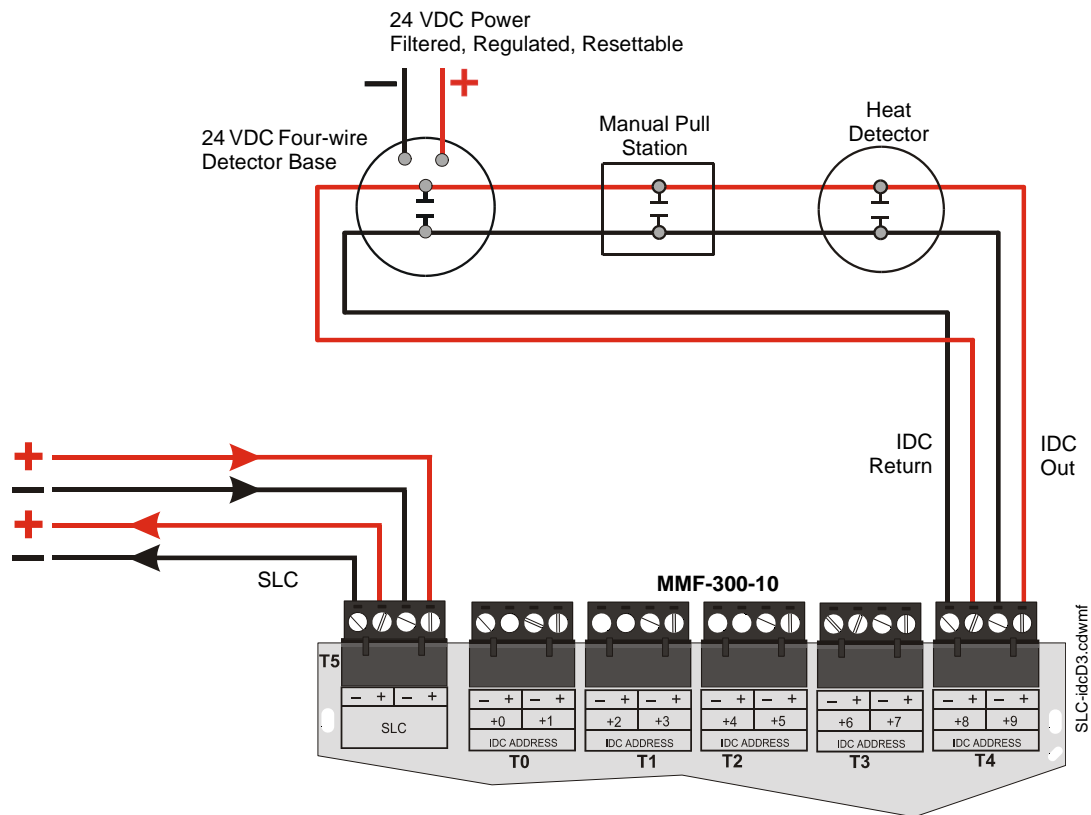 24 VDC Power
Filtered, Regulated, Resettable
− +
24 VDC Four-wire
Detector Base
Manual Pull
Station
Heat
Detector
IDC
Return
IDC
Out
+
−
+
−
SLC
MMF-300-10
T5
− + − +
SLC
− + − +
+0 +1
IDC ADDRESS
T0
− + − +
+2 +3
IDC ADDRESS
T1
− + − +
+4 +5
IDC ADDRESS
T2
− + − +
+6 +7
IDC ADDRESS
T3
− + − +
+8 +9
IDC ADDRESS
T4
SLC-idcD3.cdwmf